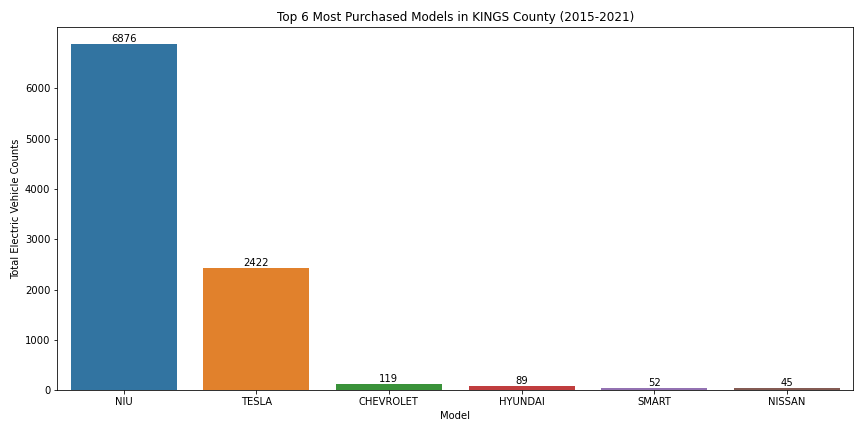 Top 6 Most Purchased Models in KINGS County (2015-2021)
6876
6000
5000
4000
3000
2000
1000
0
Total Electric Vehicle Counts
2422
119
89
52
45
NIU
TESLA
CHEVROLET
HYUNDAI
SMART
NISSAN
Model